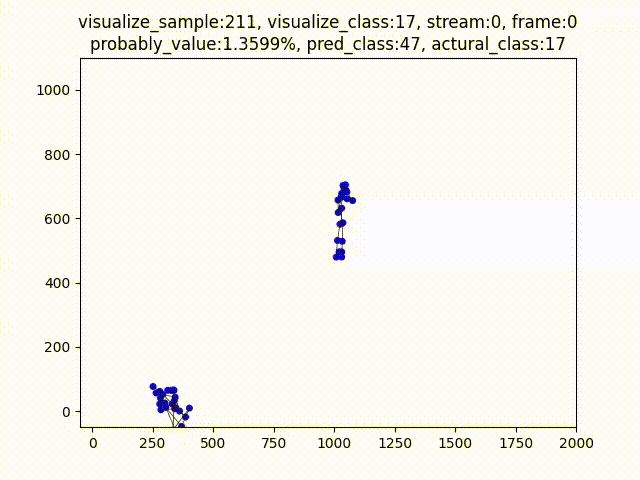 visualize_sample:211, visualize_class:17, stream:0, frame:0
probably_value:1.3599%, pred_class:47, actural_class:17
1000
800
600
400
200
0
0 250 500 750 1000 1250 1500 1750 2000